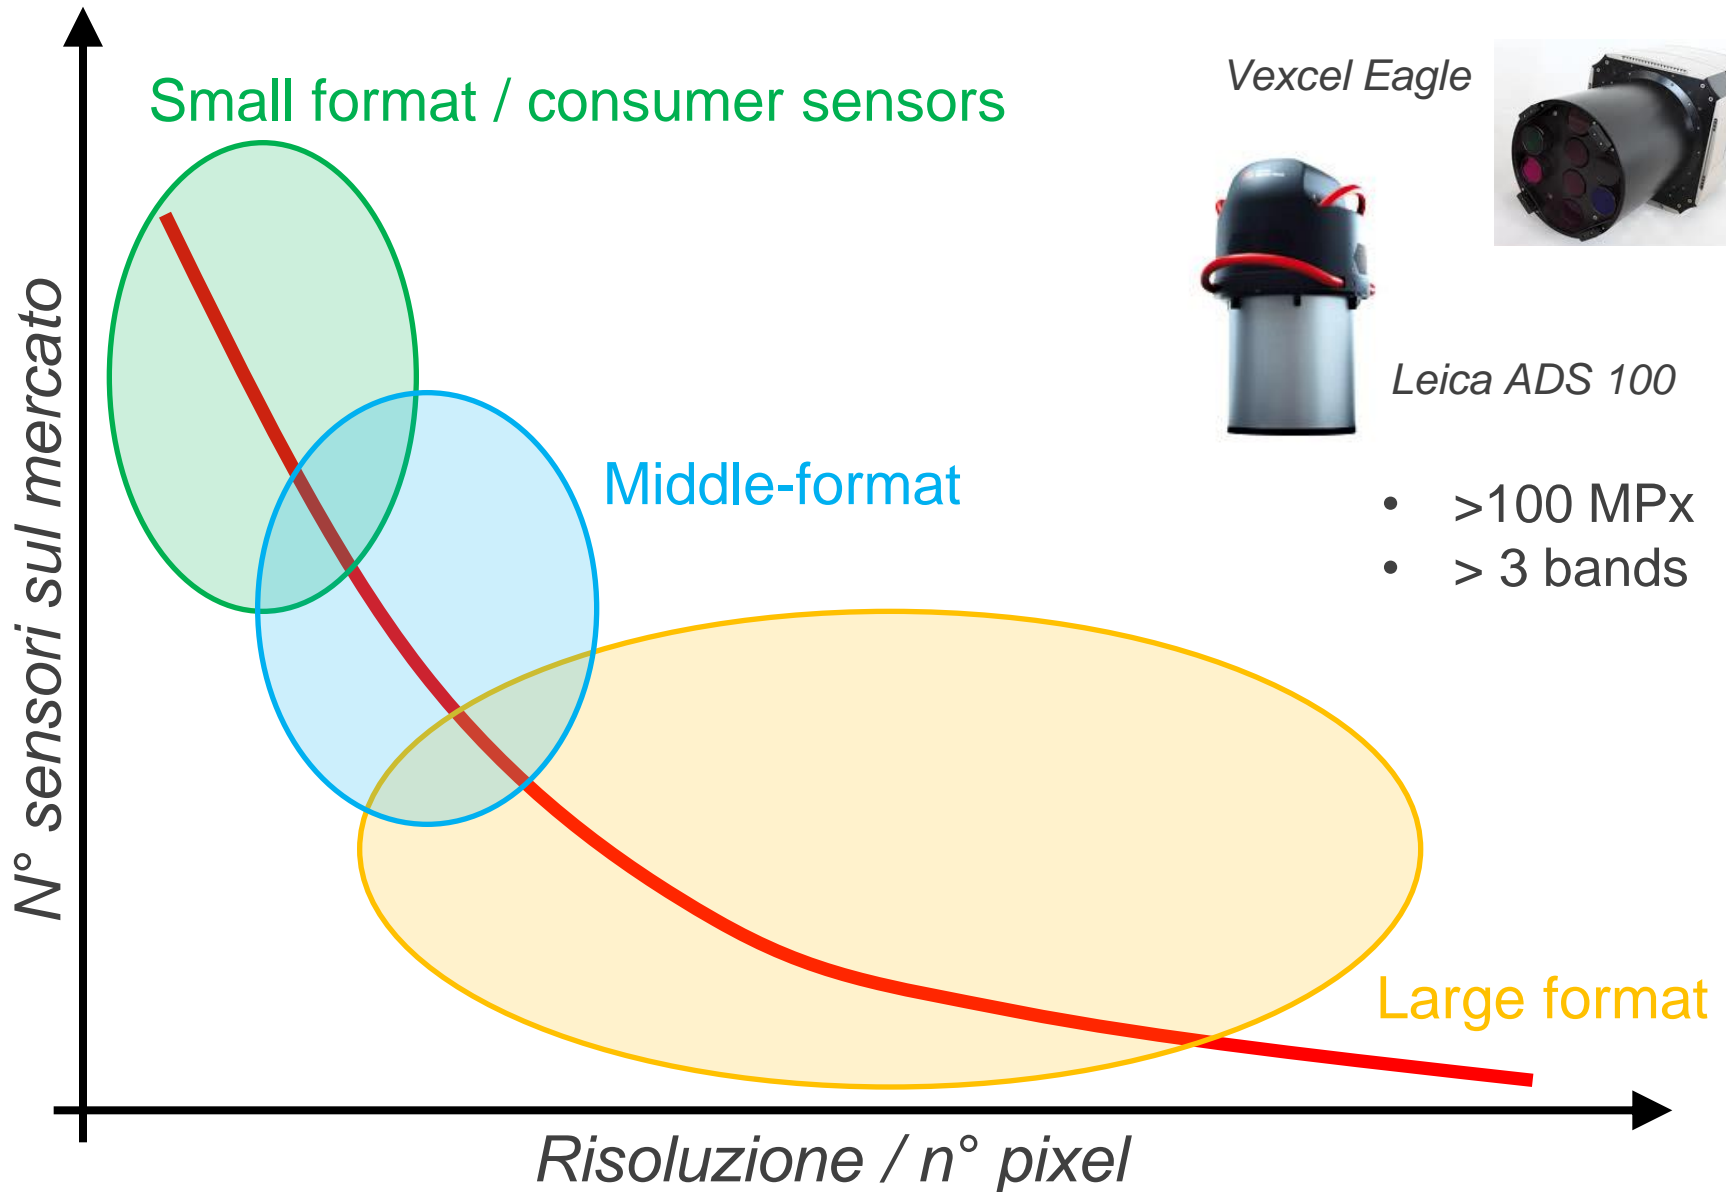 Vexcel Eagle
Small format / consumer sensors
Leica ADS 100
Middle-format
• >100 MPx
• > 3 bands
N° sensori sul mercato
Large format
Risoluzione / n° pixel